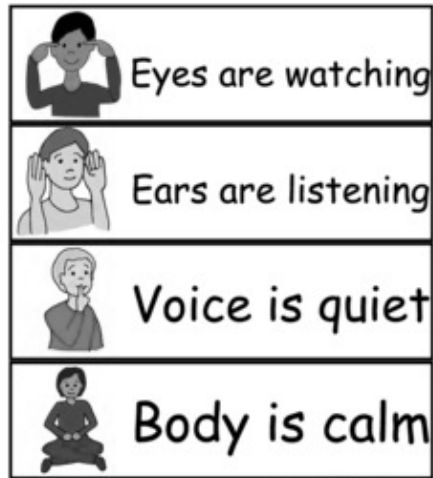 Eyes are watching
Ears are listening
Voice is quiet
Body is calm